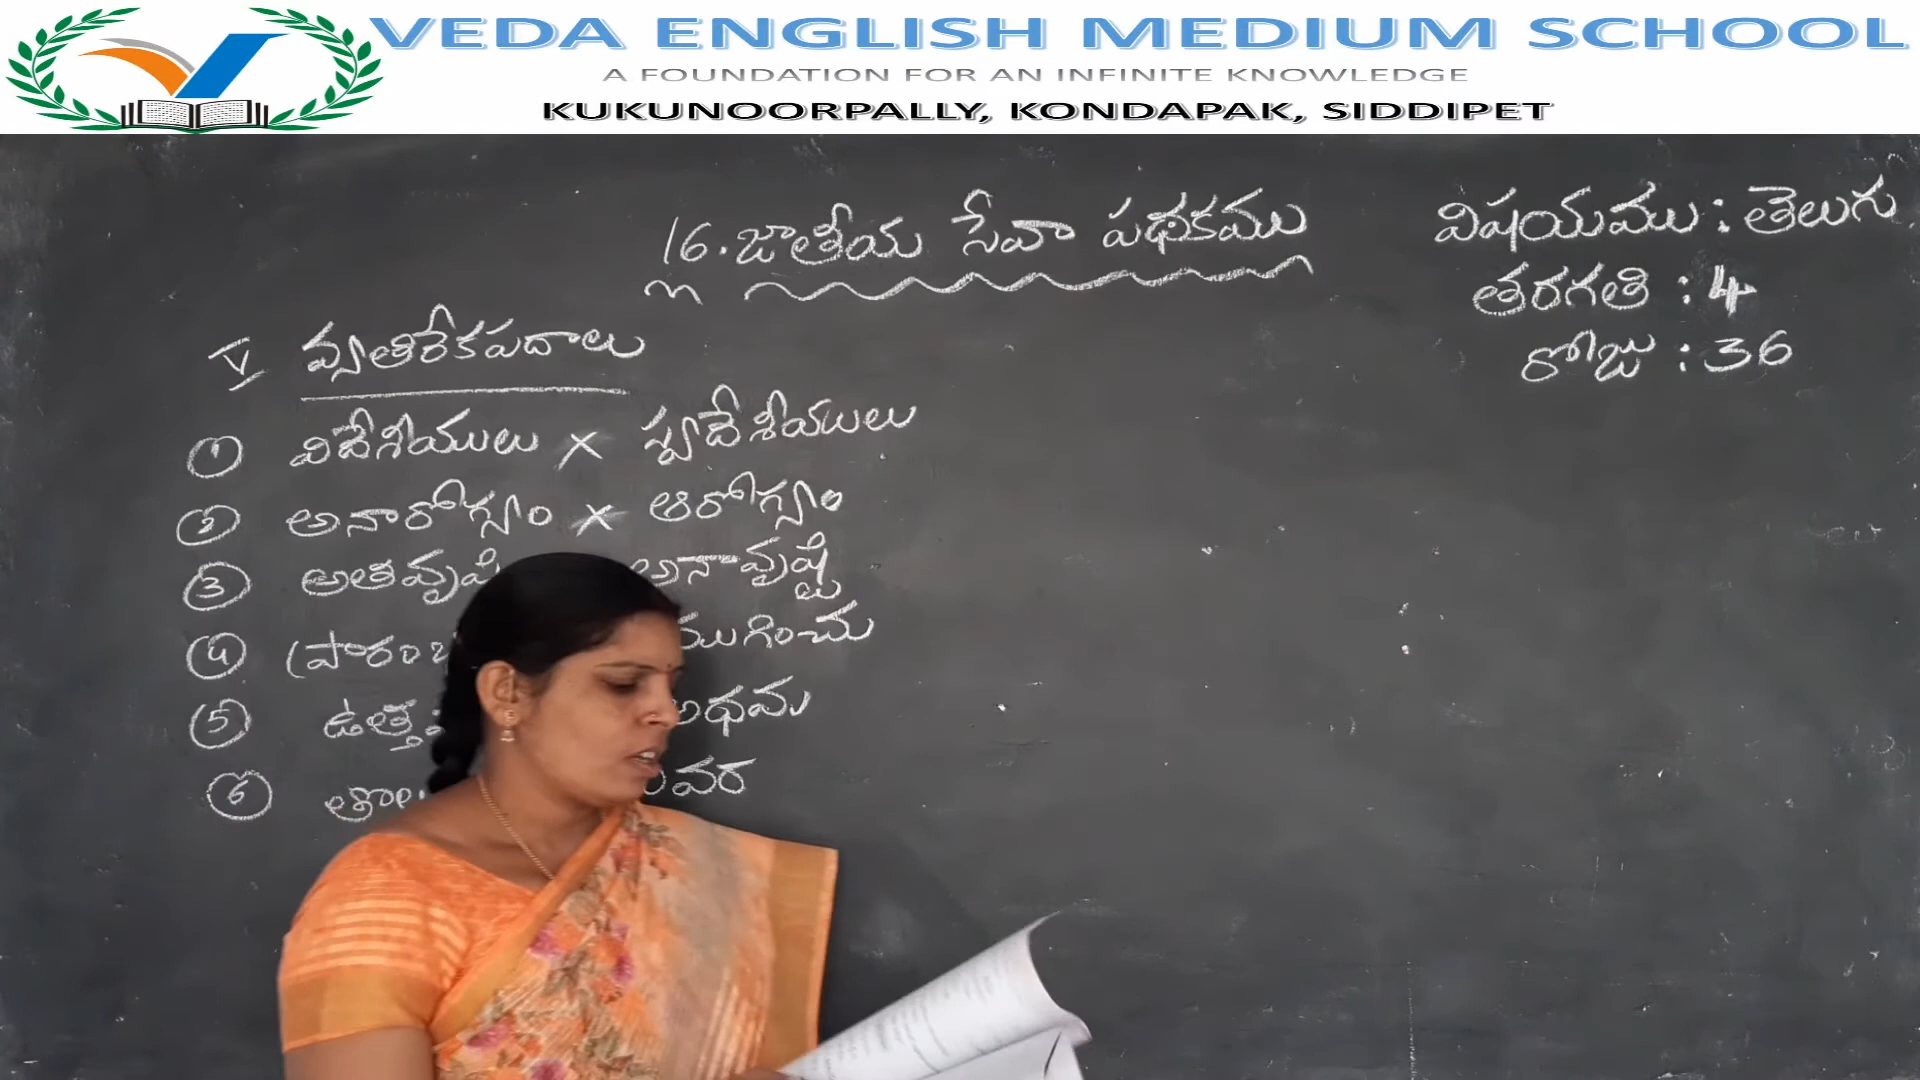 VEDA ENGLISH MEDIUM SCHOOL
A FOUNDATION FOR AN INFINITE KNOWLEDGE
KUKUNOORPALLY, KONDAPAK, SIDDIPET
16. జాతీయ సేవా పథకము
విషయము : తెలుగు
తరగతి : 4
రోజు : 36
V వ్యతిరేకపదాలు
① విదేశీయులు × స్వదేశీయులు
② అనారోగ్యం × ఆరోగ్యం
③ అనావృష్టి
④ ముగించు
⑤ అధమ
⑥